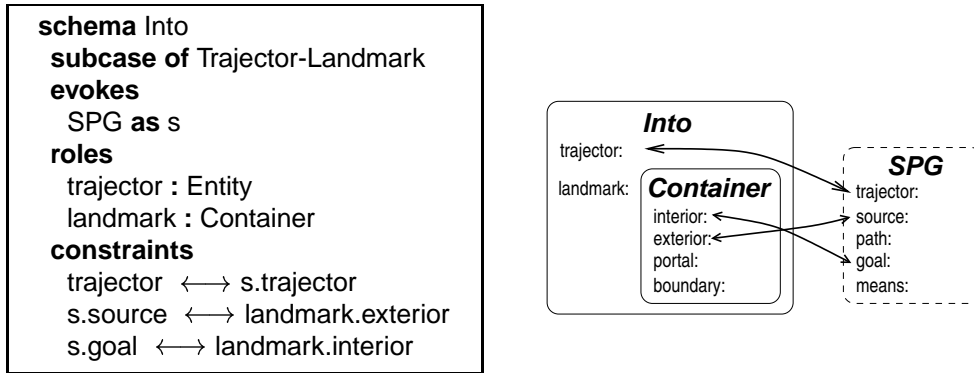 schema Into
subcase of Trajector-Landmark
evokes
SPG as s
roles
trajector : Entity
landmark : Container
constraints
trajector ⟷ s.trajector
s.source ⟷ landmark.exterior
s.goal ⟷ landmark.interior
Into
trajector:
landmark:
Container
interior:
exterior:
portal:
boundary:
SPG
trajector:
source:
path:
goal:
means: